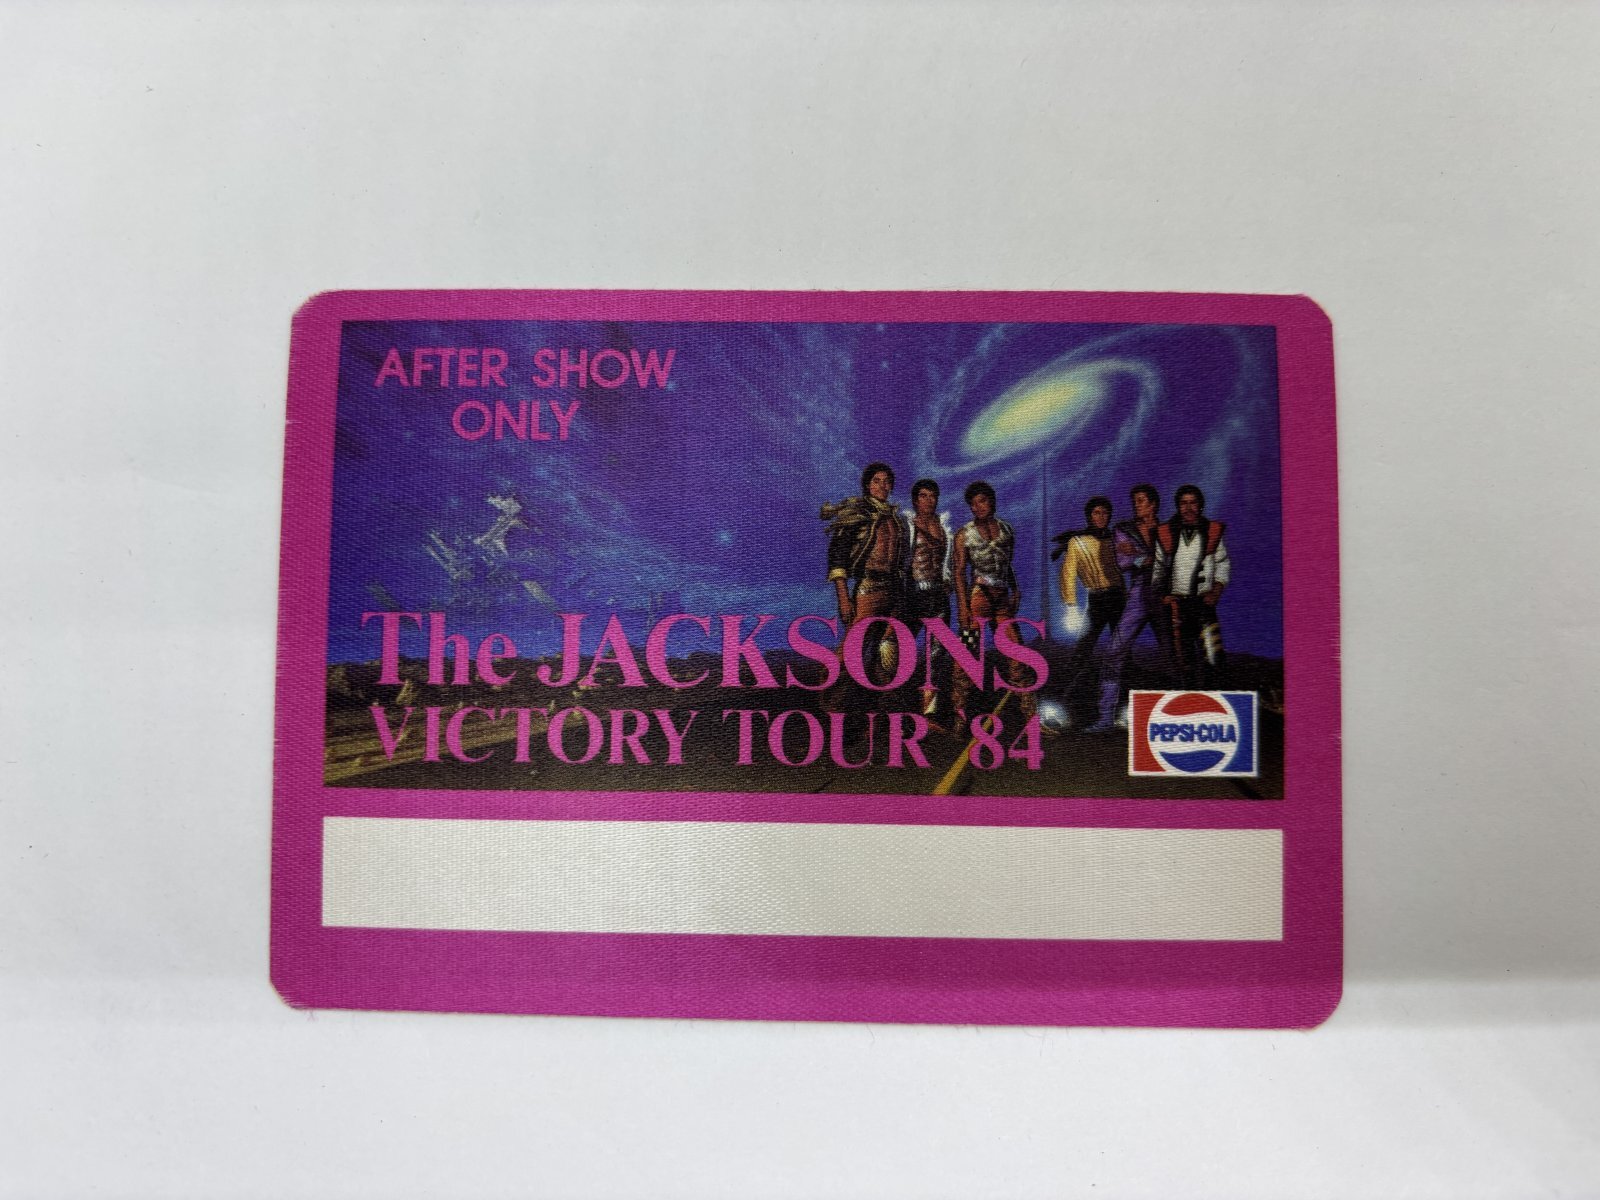 AFTER SHOW
ONLY
The JACKSONS
VICTORY TOUR '84
PEPSI-COLA